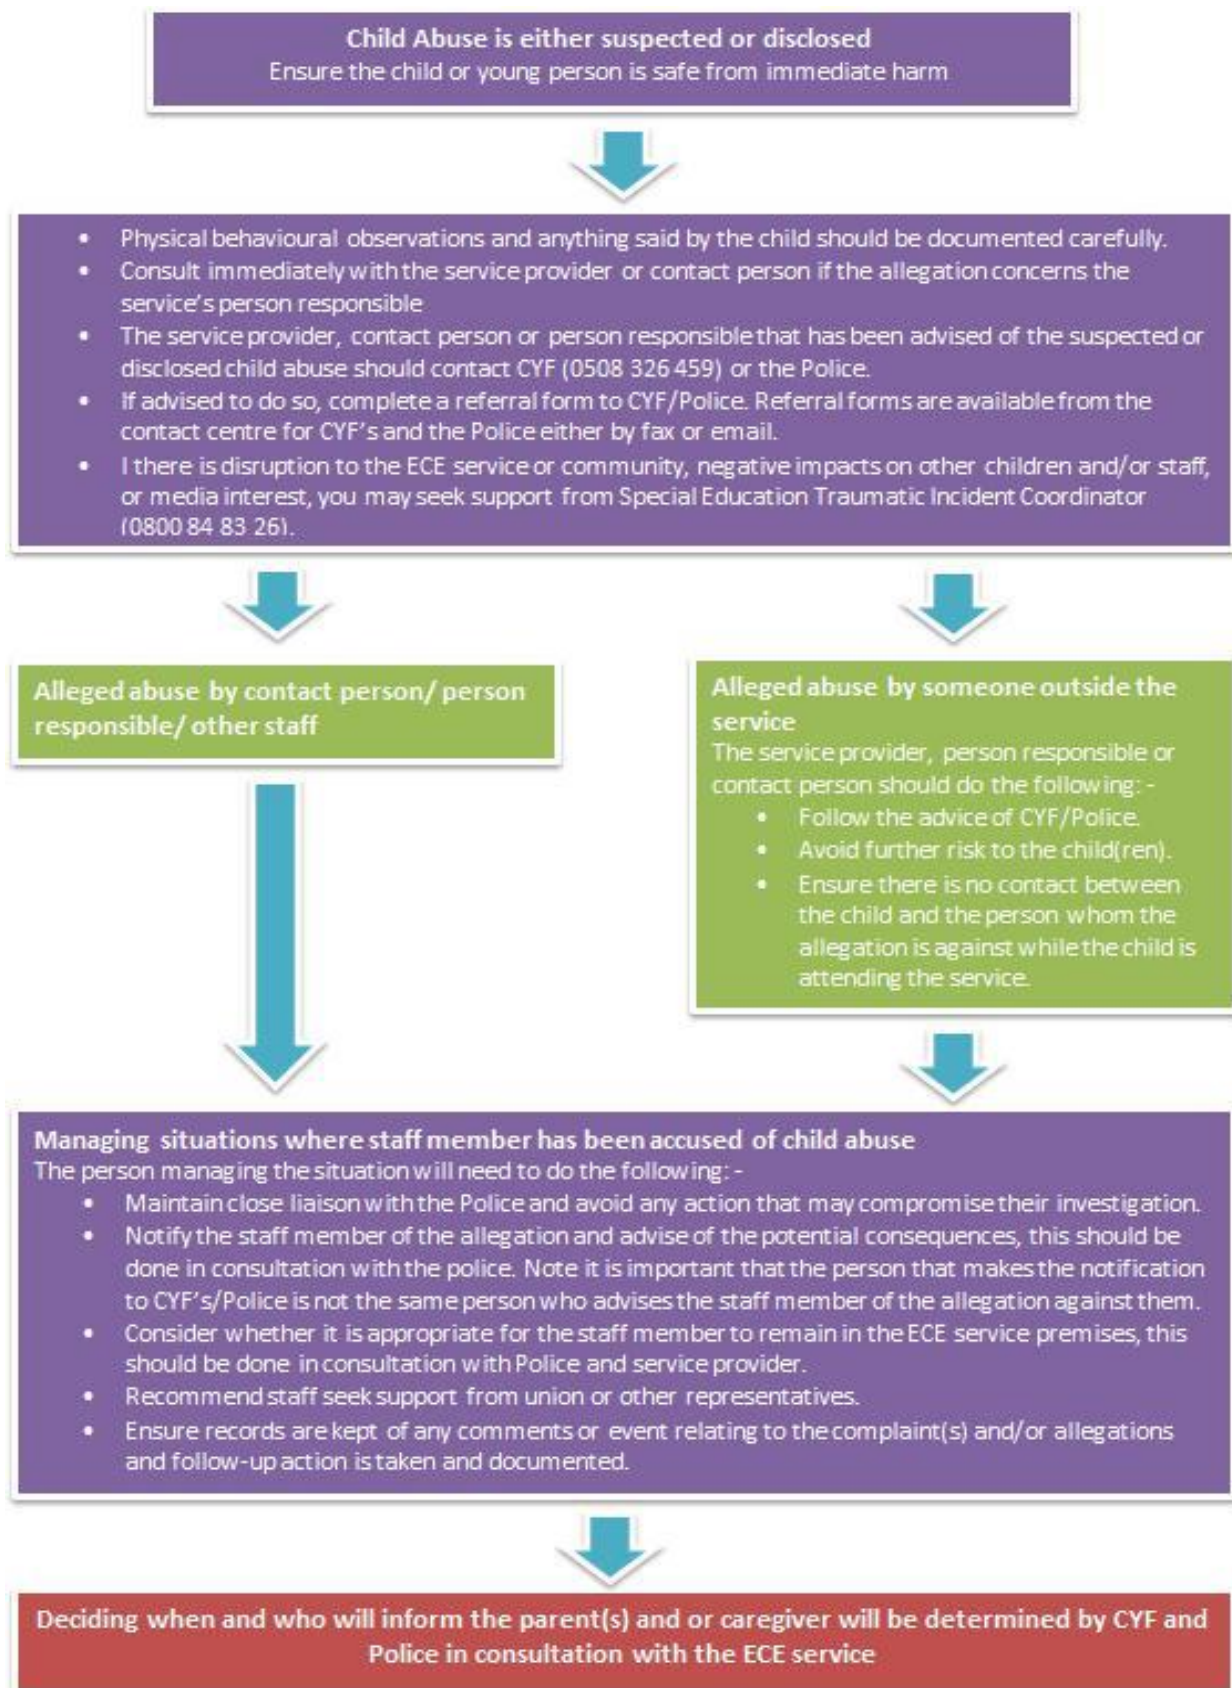 Child Abuse is either suspected or disclosed
Ensure the child or young person is safe from immediate harm
• Physical behavioural observations and anything said by the child should be documented carefully.
• Consult immediately with the service provider or contact person if the allegation concerns the
service's person responsible
• The service provider, contact person or person responsible that has been advised of the suspected or
disclosed child abuse should contact CYF (0508 326 459) or the Police.
• If advised to do so, complete a referral form to CYF/Police. Referral forms are available from the
contact centre for CYF's and the Police either by fax or email.
• I there is disruption to the ECE service or community, negative impacts on other children and/or staff,
or media interest, you may seek support from Special Education Traumatic Incident Coordinator
(0800 84 83 26).
Alleged abuse by contact person/ person
responsible/ other staff
Alleged abuse by someone outside the
service
The service provider, person responsible or
contact person should do the following: -
• Follow the advice of CYF/Police.
• Avoid further risk to the child(ren).
• Ensure there is no contact between
the child and the person whom the
allegation is against while the child is
attending the service.
Managing situations where staff member has been accused of child abuse
The person managing the situation will need to do the following: -
• Maintain close liaison with the Police and avoid any action that may compromise their investigation.
• Notify the staff member of the allegation and advise of the potential consequences, this should be
done in consultation with the police. Note it is important that the person that makes the notification
to CYF's/Police is not the same person who advises the staff member of the allegation against them.
• Consider whether it is appropriate for the staff member to remain in the ECE service premises, this
should be done in consultation with Police and service provider.
• Recommend staff seek support from union or other representatives.
• Ensure records are kept of any comments or event relating to the complaint(s) and/or allegations
and follow-up action is taken and documented.
Deciding when and who will inform the parent(s) and or caregiver will be determined by CYF and
Police in consultation with the ECE service